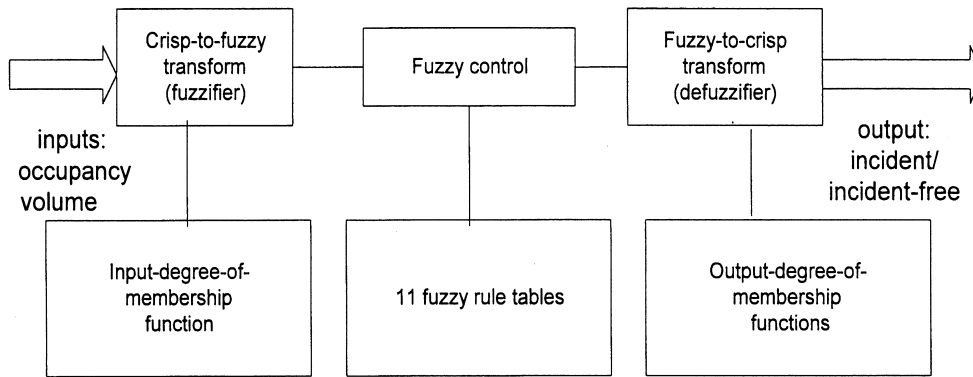 Crisp-to-fuzzy
transform
(fuzzifier)
Fuzzy control
Fuzzy-to-crisp
transform
(defuzzifier)
inputs:
occupancy
volume
output:
incident/
incident-free
Input-degree-of-
membership
function
11 fuzzy rule tables
Output-degree-of-
membership
functions